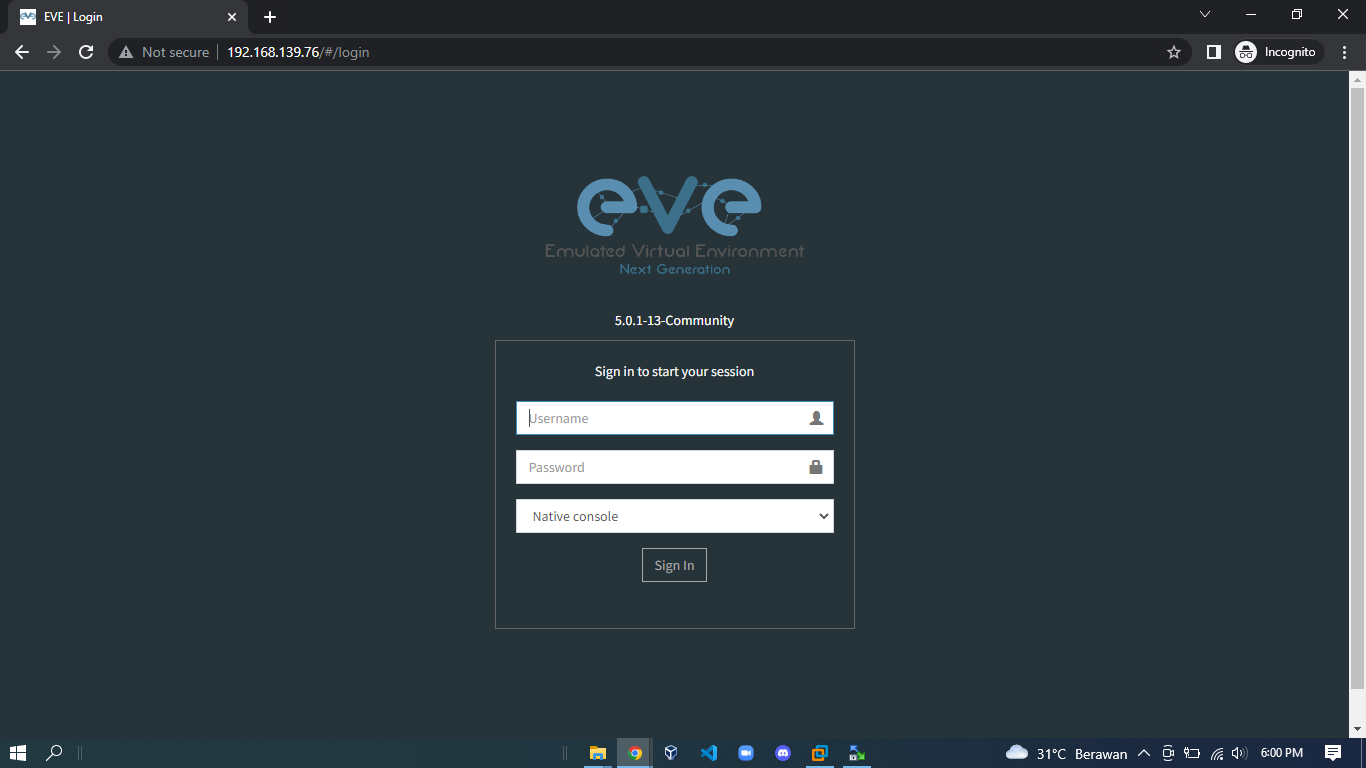 EVE | Login
Not secure
192.168.139.76/#/login
Incognito
eve
Emulated Virtual Environment
Next Generation
5.0.1-13-Community
Sign in to start your session
Username
Password
Native console
Sign In
31°C Berawan
6:00 PM